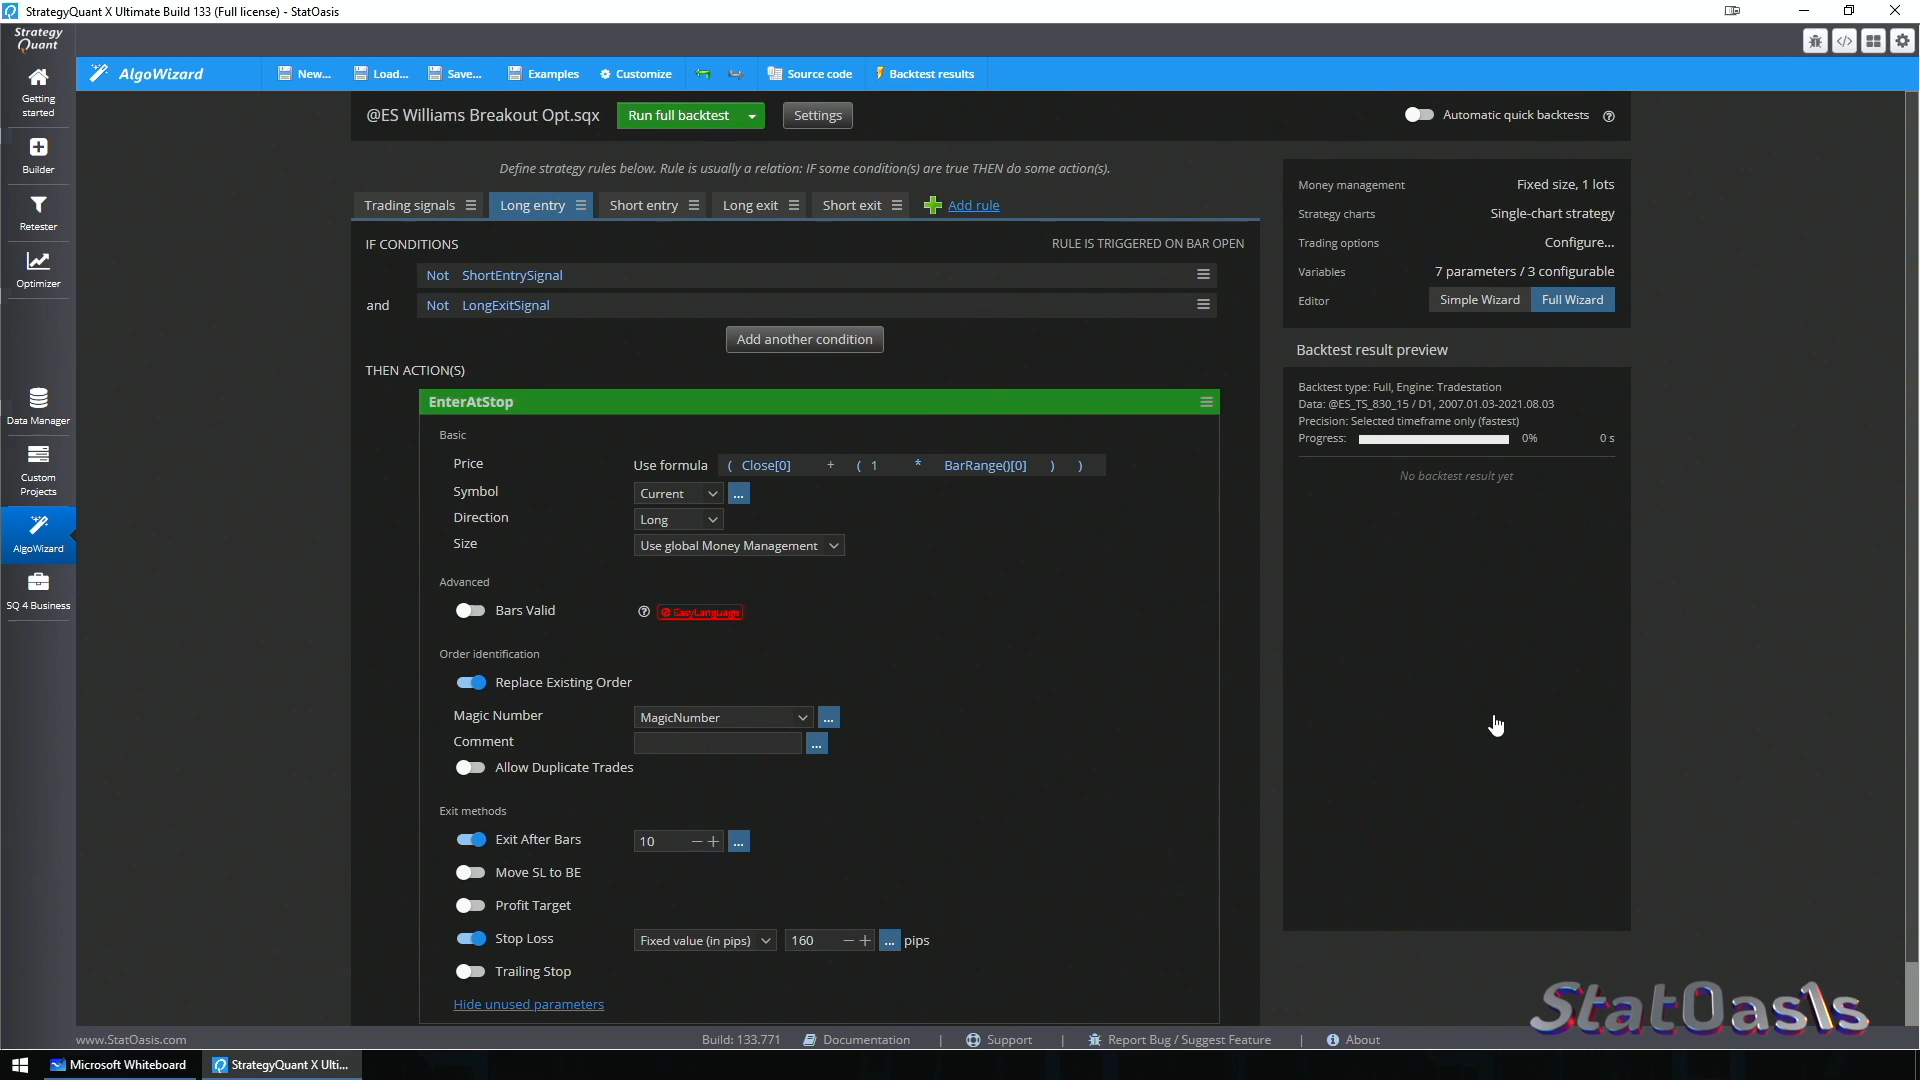 StrategyQuant X Ultimate Build 133 (Full license) - StatOasis
Strategy
Quant
AlgoWizard
New...
Load...
Save...
Examples
Customize
Source code
Backtest results
Getting
started
Builder
Retester
Optimizer
Data Manager
Custom
Projects
AlgoWizard
SQ 4 Business
@ES Williams Breakout Opt.sqx
Run full backtest
Settings
Automatic quick backtests
Define strategy rules below. Rule is usually a relation: IF some condition(s) are true THEN do some action(s).
Trading signals
Long entry
Short entry
Long exit
Short exit
Add rule
IF CONDITIONS
RULE IS TRIGGERED ON BAR OPEN
Not ShortEntrySignal
and Not LongExitSignal
Add another condition
THEN ACTION(S)
EnterAtStop
Basic
Price Use formula ( Close[0] + ( 1 * BarRange()[0] ) )
Symbol Current ...
Direction Long
Size Use global Money Management
Advanced
Bars Valid EasyLanguage
Order identification
Replace Existing Order
Magic Number MagicNumber ...
Comment ...
Allow Duplicate Trades
Exit methods
Exit After Bars 10 ...
Move SL to BE
Profit Target
Stop Loss Fixed value (in pips) 160 ... pips
Trailing Stop
Hide unused parameters
Money management Fixed size, 1 lots
Strategy charts Single-chart strategy
Trading options Configure...
Variables 7 parameters / 3 configurable
Editor Simple Wizard Full Wizard
Backtest result preview
Backtest type: Full, Engine: Tradestation
Data: @ES_TS_830_15 / D1, 2007.01.03-2021.08.03
Precision: Selected timeframe only (fastest)
Progress: 0% 0 s
No backtest result yet
StatOasis
www.StatOasis.com
Build: 133.771
Documentation
Support
Report Bug / Suggest Feature
About
Microsoft Whiteboard
StrategyQuant X Ulti...